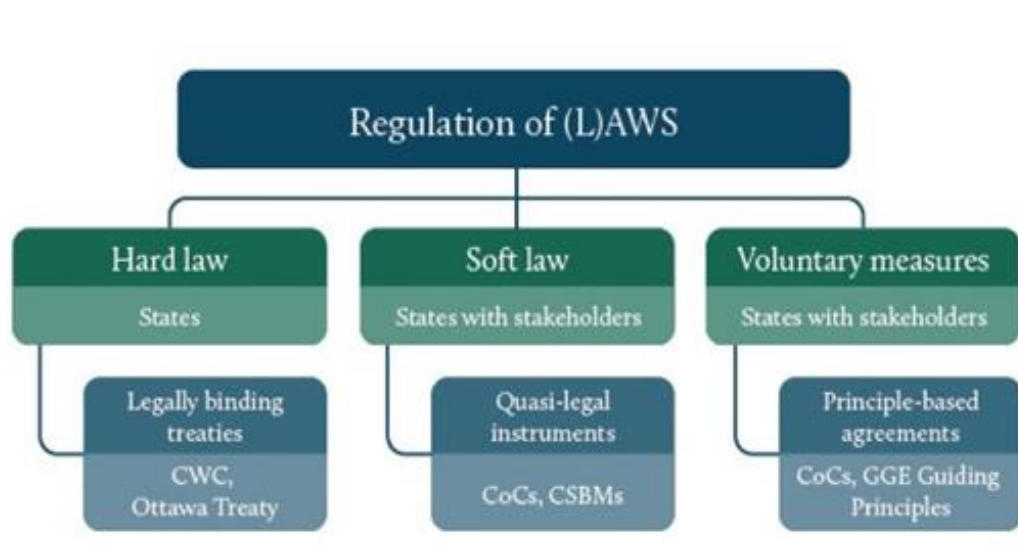 Regulation of (L)AWS
Hard law
States
Legally binding
treaties
CWC,
Ottawa Treaty
Soft law
States with stakeholders
Quasi-legal
instruments
CoCs, CSBMs
Voluntary measures
States with stakeholders
Principle-based
agreements
CoCs, GGE Guiding
Principles